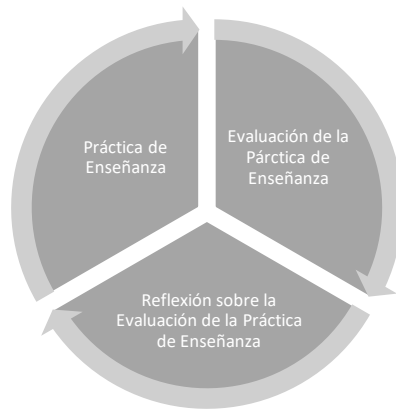 Práctica de
Enseñanza
Evaluación de la
Párctica de
Enseñanza
Reflexión sobre la
Evaluación de la Práctica
de Enseñanza